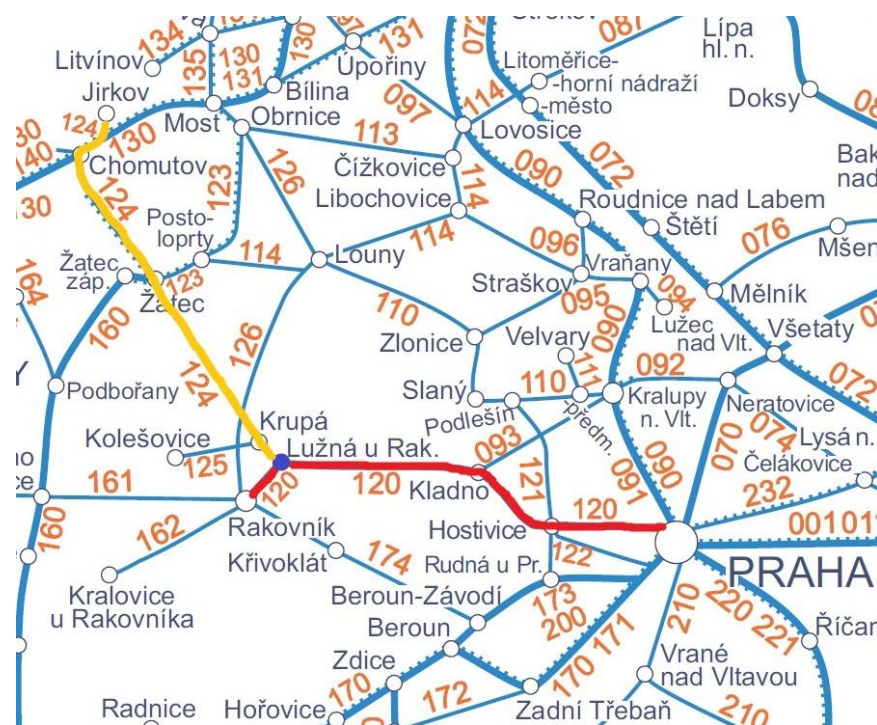 Střekov
087
Lípa
hl. n.
134
072
131
Litvínov
135
130
131
130
Úpořiny
Litoměřice-
-horní nádraží
-město
Jirkov
Bílina
097
114
Doksy
124
130
Most
Obrnice
Lovosice
113
140
Chomutov
Čížkovice
090
072
130
124
123
126
Libochovice
114
Roudnice nad Labem
Štětí
Posto-
loprty
114
Louny
114
096
Vraňany
076
Mšen
Žatec
záp.
123
Žatec
Straškov
095
094
Mělník
164
160
126
110
090
Lužec
nad Vlt.
Všetaty
Zlonice
Velvary
111
092
124
Podbořany
Slaný
110
Kralupy
n. Vlt.
072
Neratovice
Podlešín
předm.
Krupá
Kolešovice
125
Lužná u Rak.
093
070
074
Lysá n.
Čelákovice
161
120
120
Kladno
121
091
090
232
160
Rakovník
Hostivice
120
001
011
162
Křivoklát
174
122
Rudná u Pr.
PRAHA
Kralovice
u Rakovníka
Beroun-Závodí
173
200
210
220
221
Beroun
171
170
Říčan
Zdice
Vrané
nad Vltavou
170
172
210
Radnice
Hořovice
Zadní Třebaň